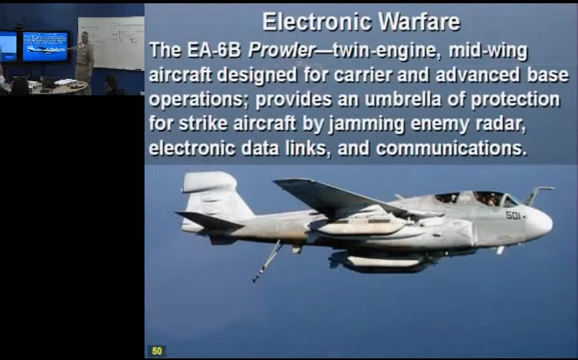 Electronic Warfare
The EA-6B Prowler—twin-engine, mid-wing
aircraft designed for carrier and advanced base
operations; provides an umbrella of protection
for strike aircraft by jamming enemy radar,
electronic data links, and communications.
501
50